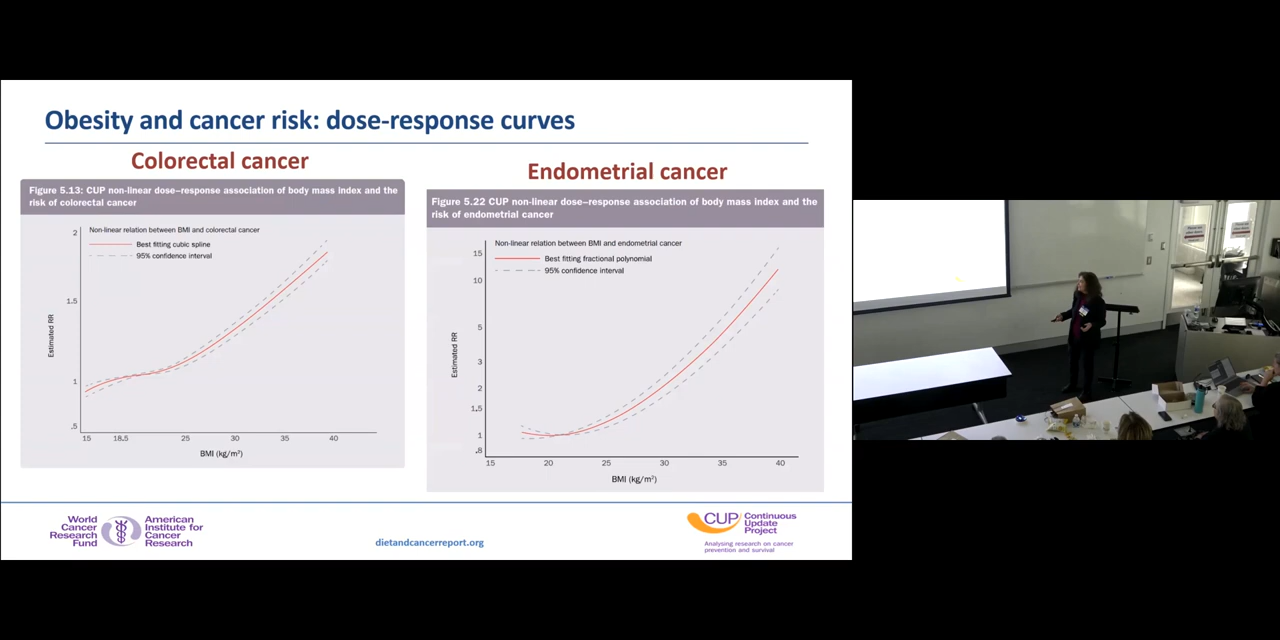 Obesity and cancer risk: dose-response curves
Colorectal cancer
Figure 5.13: CUP non-linear dose–response association of body mass index and the
risk of colorectal cancer
2
Non-linear relation between BMI and colorectal cancer
Best fitting cubic spline
95% confidence interval
1.5
Estimated RR
1
.5
15 18.5 25 30 35 40
BMI (kg/m²)
Endometrial cancer
Figure 5.22 CUP non-linear dose–response association of body mass index and the
risk of endometrial cancer
Non-linear relation between BMI and endometrial cancer
15
Best fitting fractional polynomial
95% confidence interval
10
5
Estimated RR
3
2
1.5
1
.8
15 20 25 30 35 40
BMI (kg/m²)
World
Cancer
Research
Fund
American
Institute for
Cancer
Research
dietandcancerreport.org
CUP
Continuous
Update
Project
Analysing research on cancer
prevention and survival